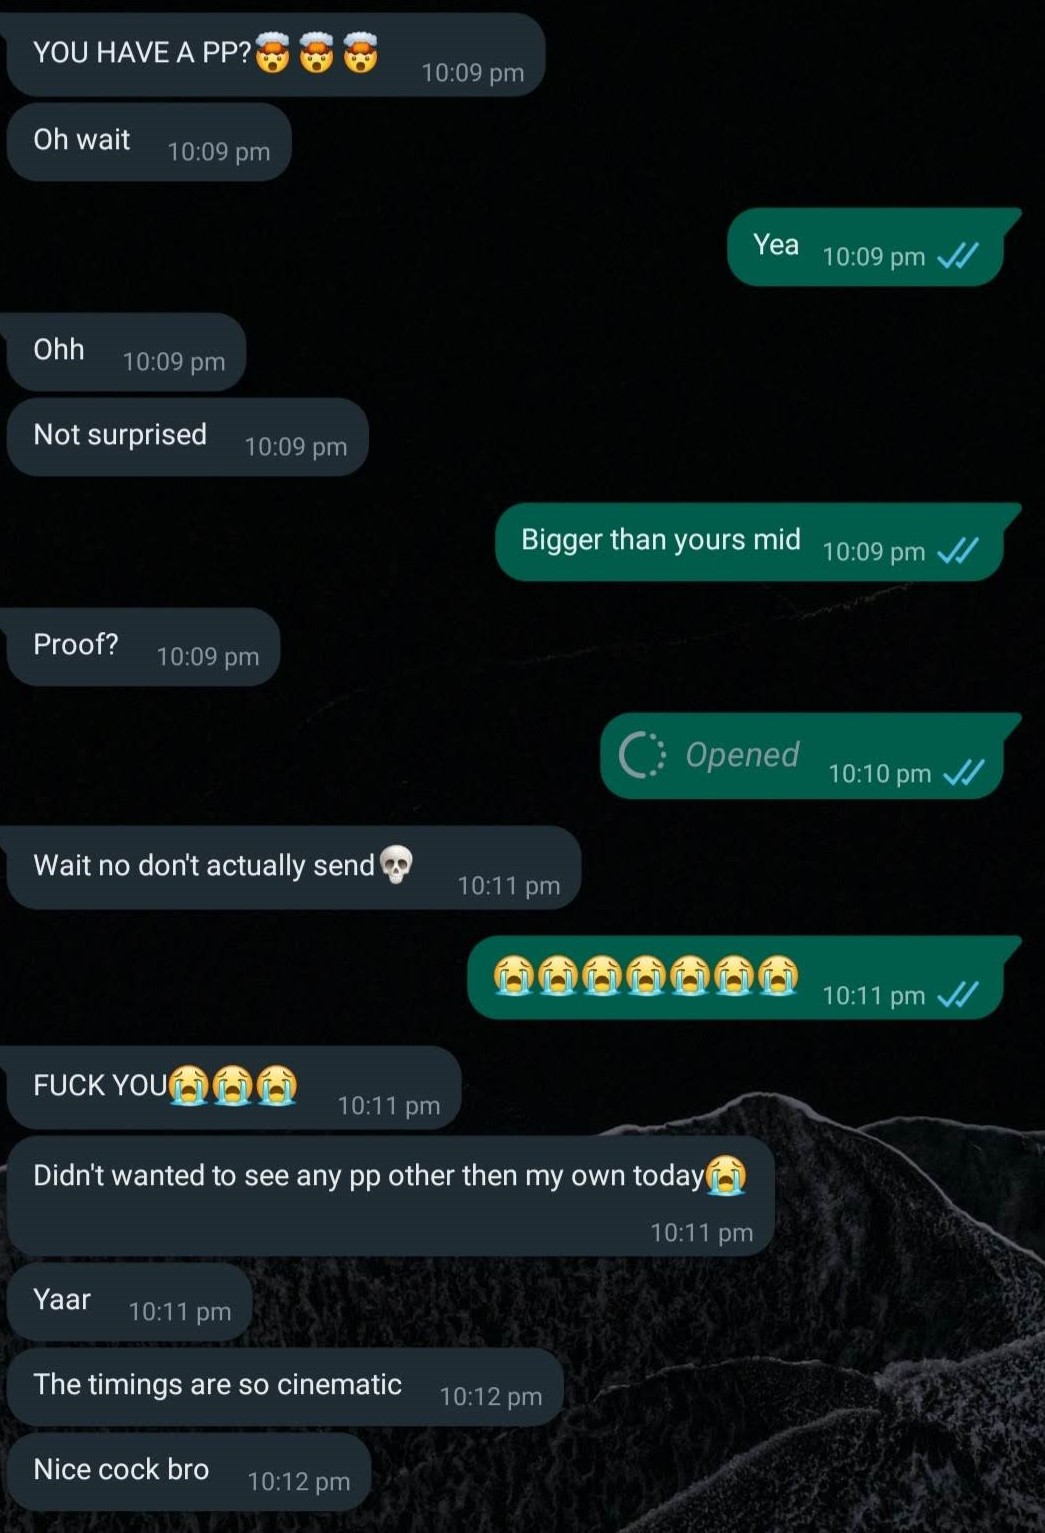 YOU HAVE A PP?🤯🤯🤯 10:09 pm
Oh wait 10:09 pm
Yea 10:09 pm
Ohh 10:09 pm
Not surprised 10:09 pm
Bigger than yours mid 10:09 pm
Proof? 10:09 pm
Opened 10:10 pm
Wait no don't actually send💀 10:11 pm
😭😭😭😭😭😭😭 10:11 pm
FUCK YOU😭😭😭 10:11 pm
Didn't wanted to see any pp other then my own today😭
10:11 pm
Yaar 10:11 pm
The timings are so cinematic 10:12 pm
Nice cock bro 10:12 pm